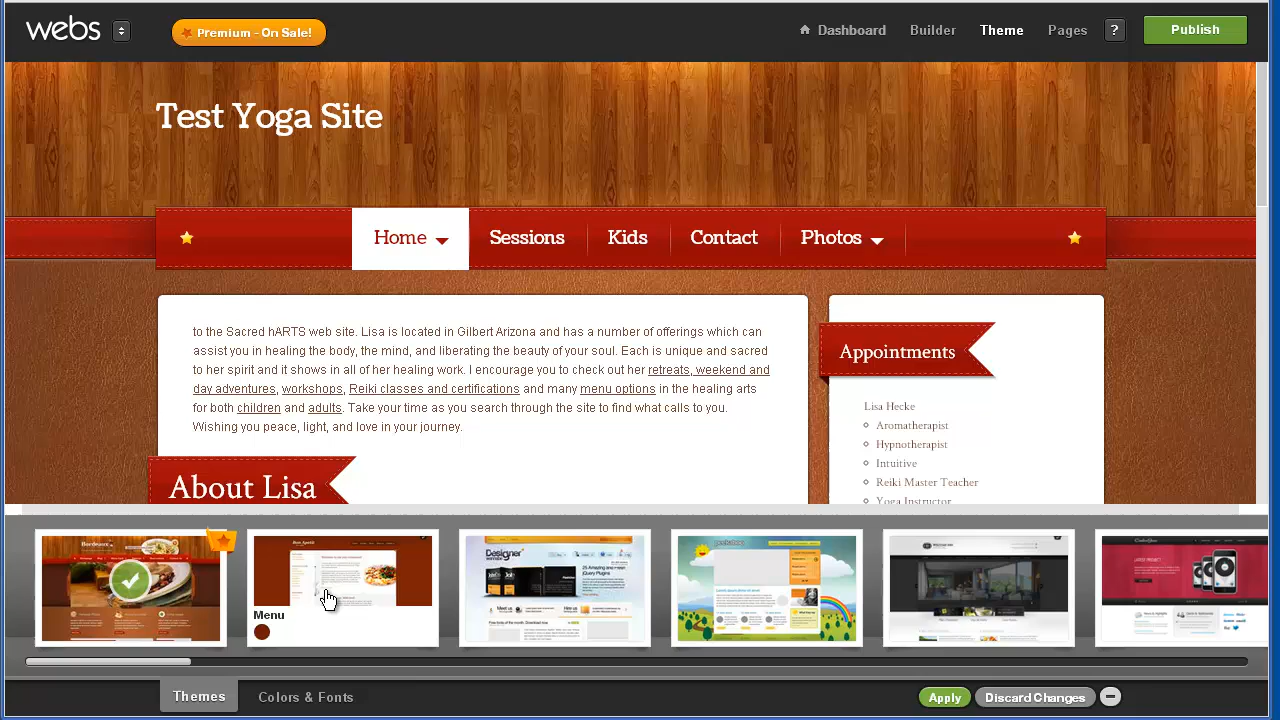 webs
Premium - On Sale!
Dashboard
Builder
Theme
Pages
?
Publish
Test Yoga Site
Home
Sessions
Kids
Contact
Photos
to the Sacred hARTS web site. Lisa is located in Gilbert Arizona and has a number of offerings which can
assist you in healing the body, the mind, and liberating the beauty of your soul. Each is unique and sacred
to her spirit and it shows in all of her healing work. I encourage you to check out her retreats, weekend and
day adventures, workshops, Reiki classes and certifications and many menu options in the healing arts
for both children and adults. Take your time as you search through the site to find what calls to you.
Wishing you peace, light, and love in your journey.
About Lisa
Appointments
Lisa Hecke
Aromatherapist
Hypnotherapist
Intuitive
Reiki Master Teacher
Yoga Instructor
Bordeaux
Menu
Designer
Themes
Colors & Fonts
Apply
Discard Changes